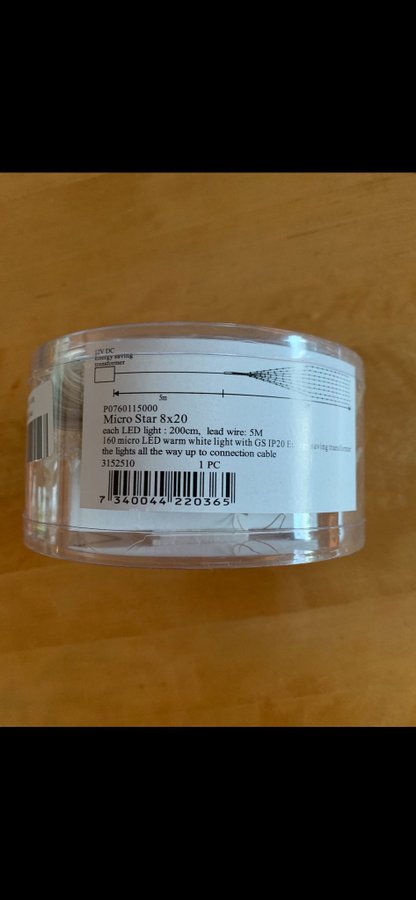 12V DC
energy saving
transformer
5m
P0760115000
Micro Star 8x20
each LED light : 200cm, lead wire: 5M
160 micro LED warm white light with GS IP20 saving transformer
the lights all the way up to connection cable
3152510 1 PC
7 340044 220365